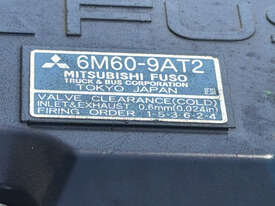 FUS
6M60-9AT2
MITSUBISHI FUSO
TRUCK & BUS CORPORATION
TOKYO JAPAN
VALVE CLEARANCE(COLD)
INLET&EXHAUST 0.6mm(0.024in)
FIRING ORDER 1-5-3-6-2-4